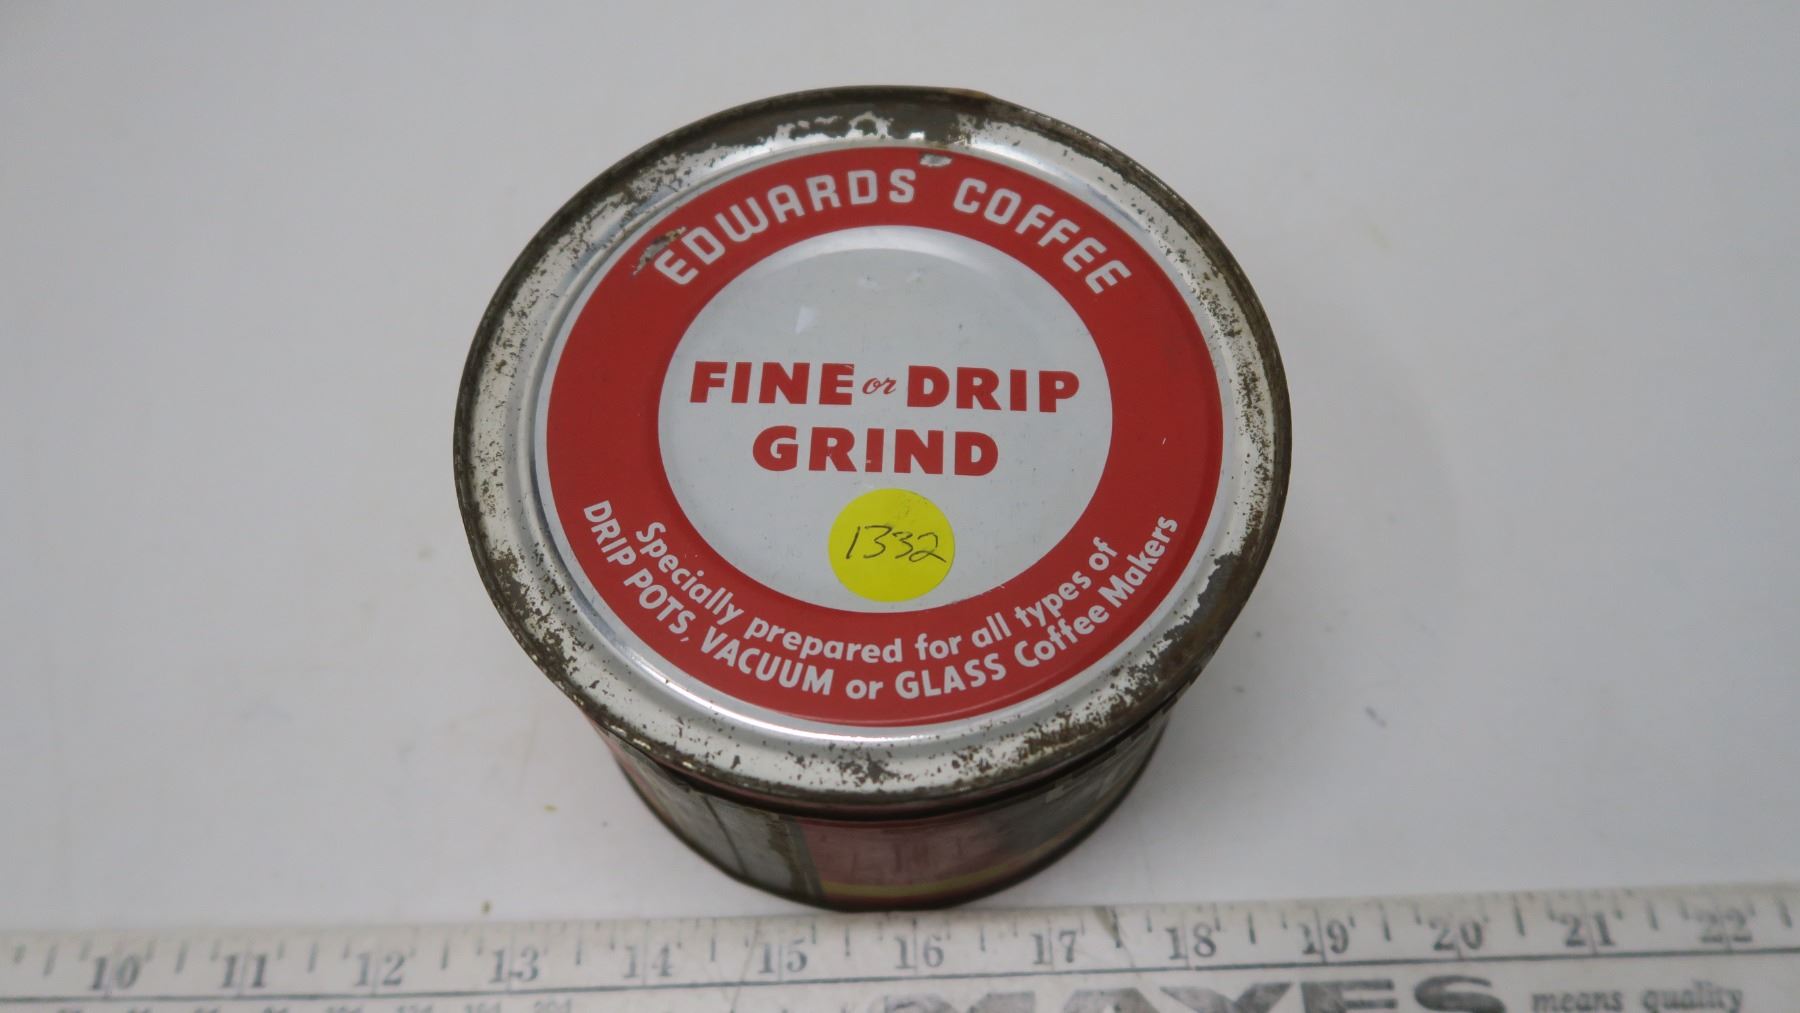 EDWARDS' COFFEE
FINE or DRIP
GRIND
1332
Specially prepared for all types of
DRIP POTS, VACUUM or GLASS Coffee Makers
10 11 12 13 14 15 16 17 18 19 20 21 22
MAYES means quality